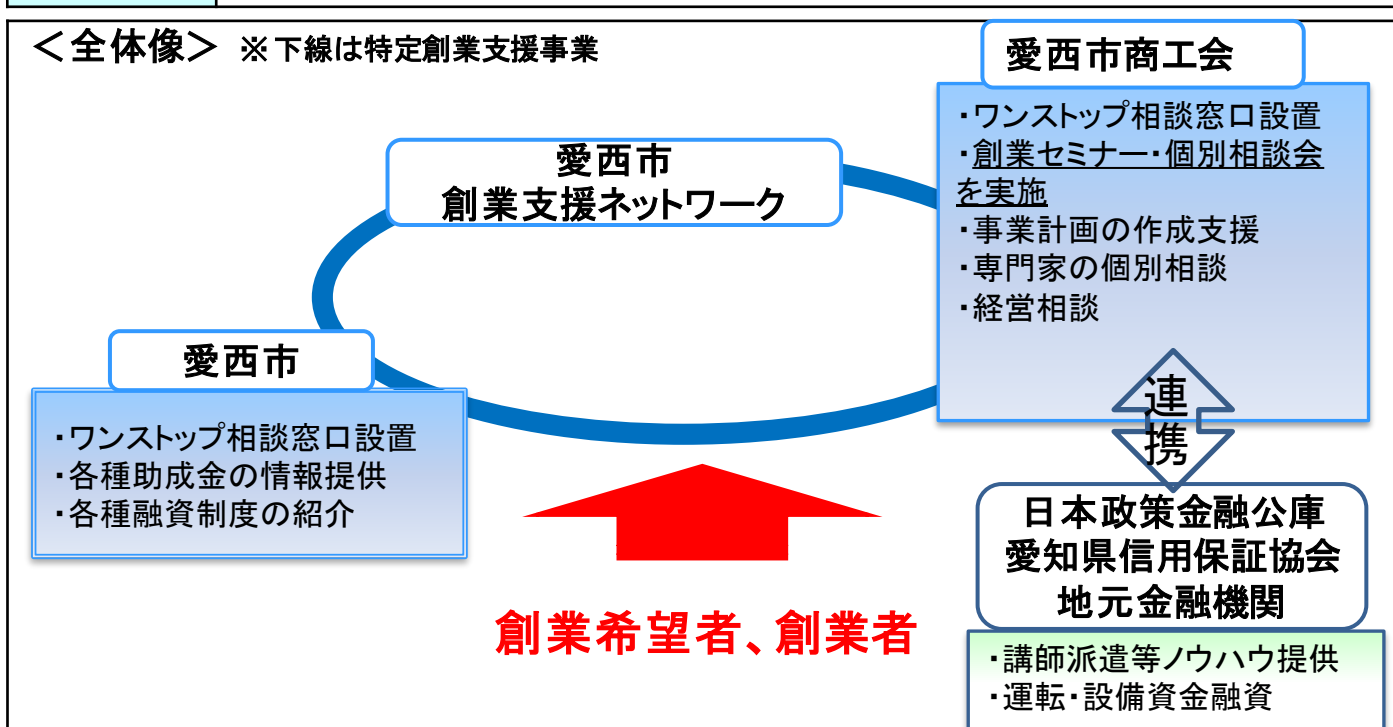 ＜全体像＞ ※下線は特定創業支援事業
愛西市商工会
・ワンストップ相談窓口設置
・創業セミナー・個別相談会
を実施
・事業計画の作成支援
・専門家の個別相談
・経営相談
愛西市
創業支援ネットワーク
愛西市
・ワンストップ相談窓口設置
・各種助成金の情報提供
・各種融資制度の紹介
連
携
日本政策金融公庫
愛知県信用保証協会
地元金融機関
・講師派遣等ノウハウ提供
・運転・設備資金融資
創業希望者、創業者